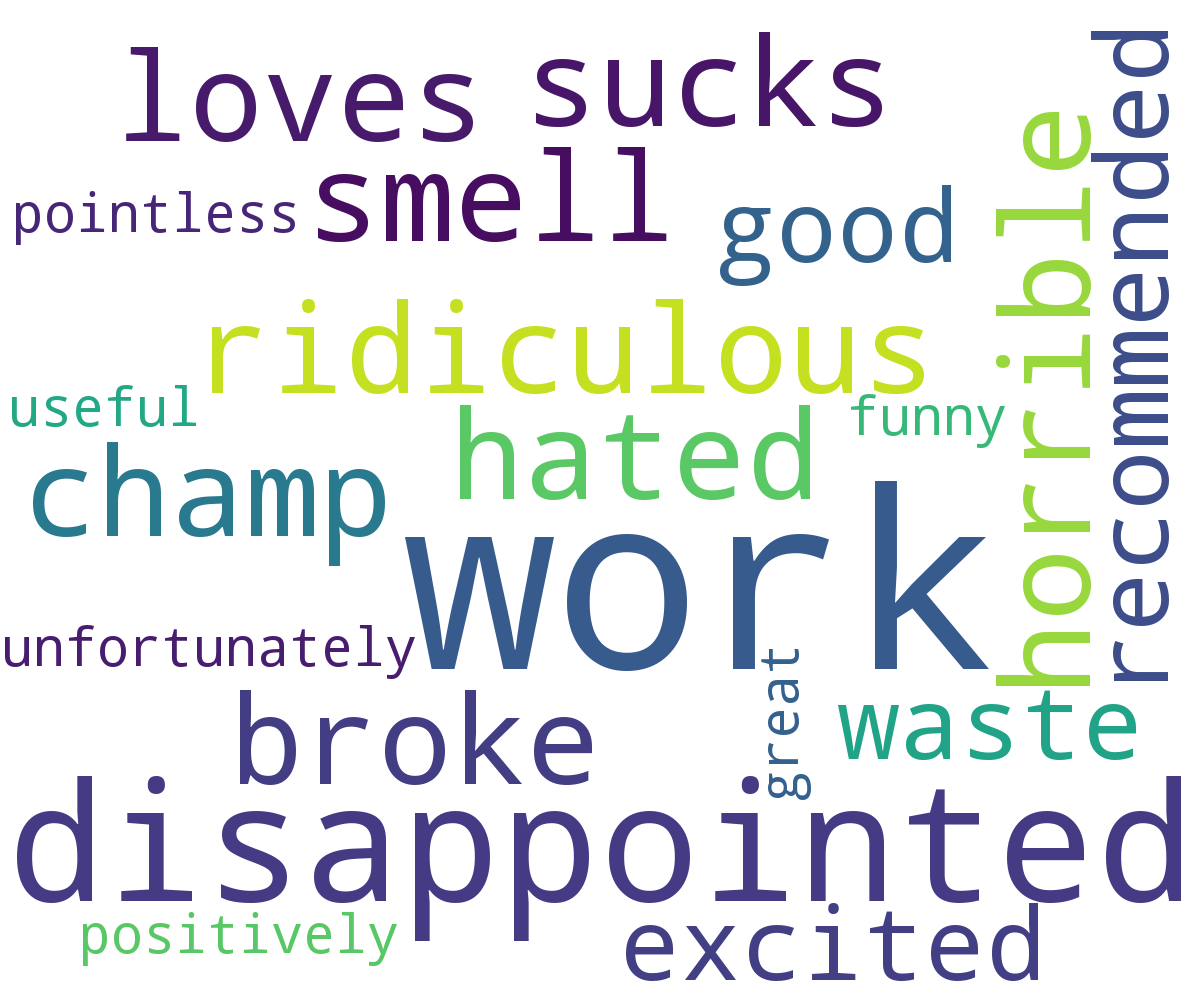 loves
sucks
recommended
horrible
smell
pointless
good
ridiculous
useful
funny
hated
champ
work
unfortunately
great
broke
waste
disappointed
positively
excited